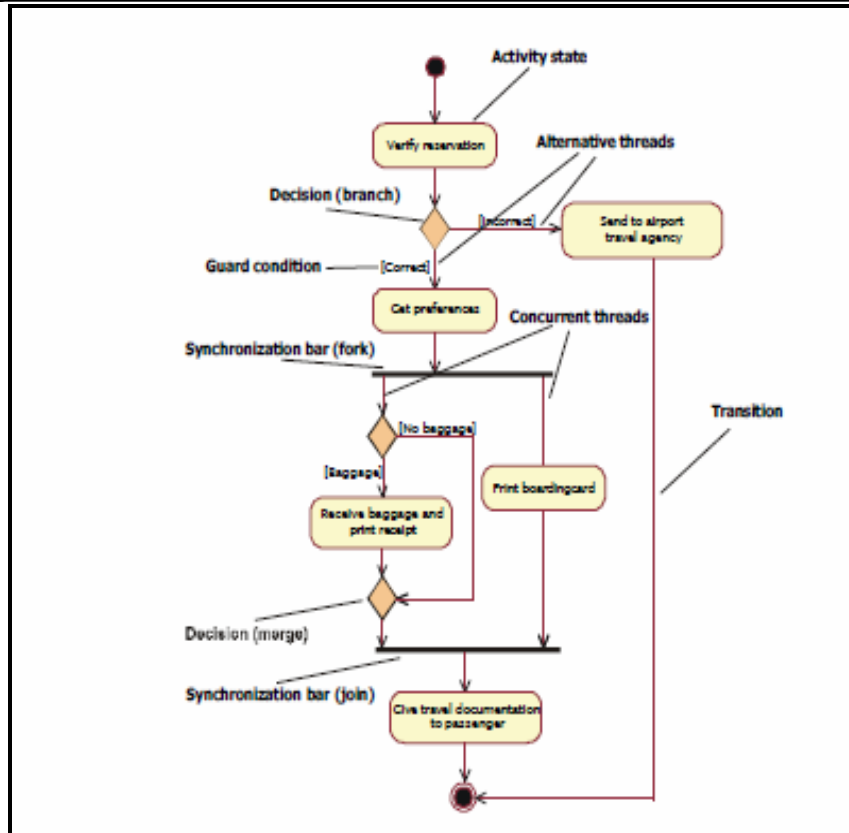 Activity state
Verify reservation
Alternative threads
Decision (branch)
[Incorrect]
Send to airport
travel agency
Guard condition
[Correct]
Get preferences
Concurrent threads
Synchronization bar (fork)
Transition
[No baggage]
[Baggage]
Print boardingcard
Receive baggage and
print receipt
Decision (merge)
Synchronization bar (join)
Give travel documentation
to passenger